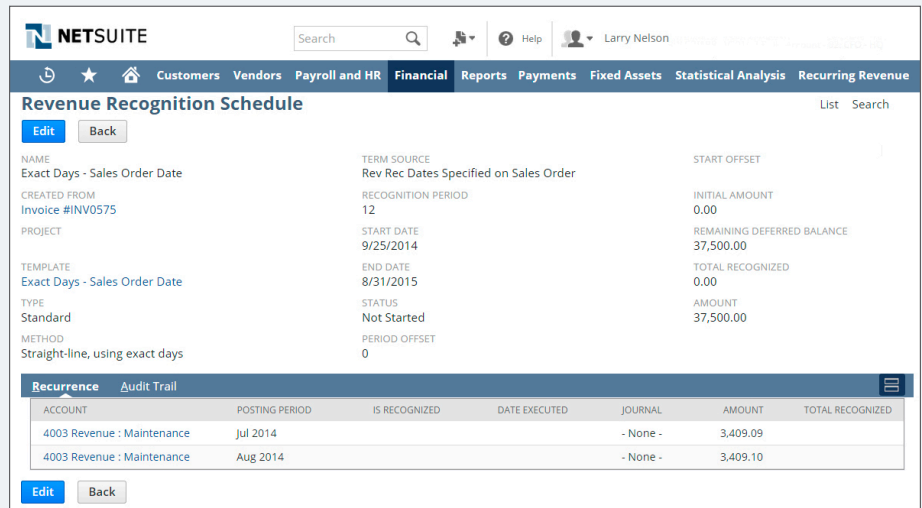 NETSUITE Search Help Larry Nelson
Customers Vendors Payroll and HR Financial Reports Payments Fixed Assets Statistical Analysis Recurring Revenue
Revenue Recognition Schedule List Search
Edit Back
NAME TERM SOURCE START OFFSET
Exact Days - Sales Order Date Rev Rec Dates Specified on Sales Order
CREATED FROM RECOGNITION PERIOD INITIAL AMOUNT
Invoice #INV0575 12 0.00
PROJECT START DATE REMAINING DEFERRED BALANCE
9/25/2014 37,500.00
TEMPLATE END DATE TOTAL RECOGNIZED
Exact Days - Sales Order Date 8/31/2015 0.00
TYPE STATUS AMOUNT
Standard Not Started 37,500.00
METHOD PERIOD OFFSET
Straight-line, using exact days 0
Recurrence Audit Trail
ACCOUNT POSTING PERIOD IS RECOGNIZED DATE EXECUTED JOURNAL AMOUNT TOTAL RECOGNIZED
4003 Revenue : Maintenance Jul 2014 - None - 3,409.09
4003 Revenue : Maintenance Aug 2014 - None - 3,409.10
Edit Back